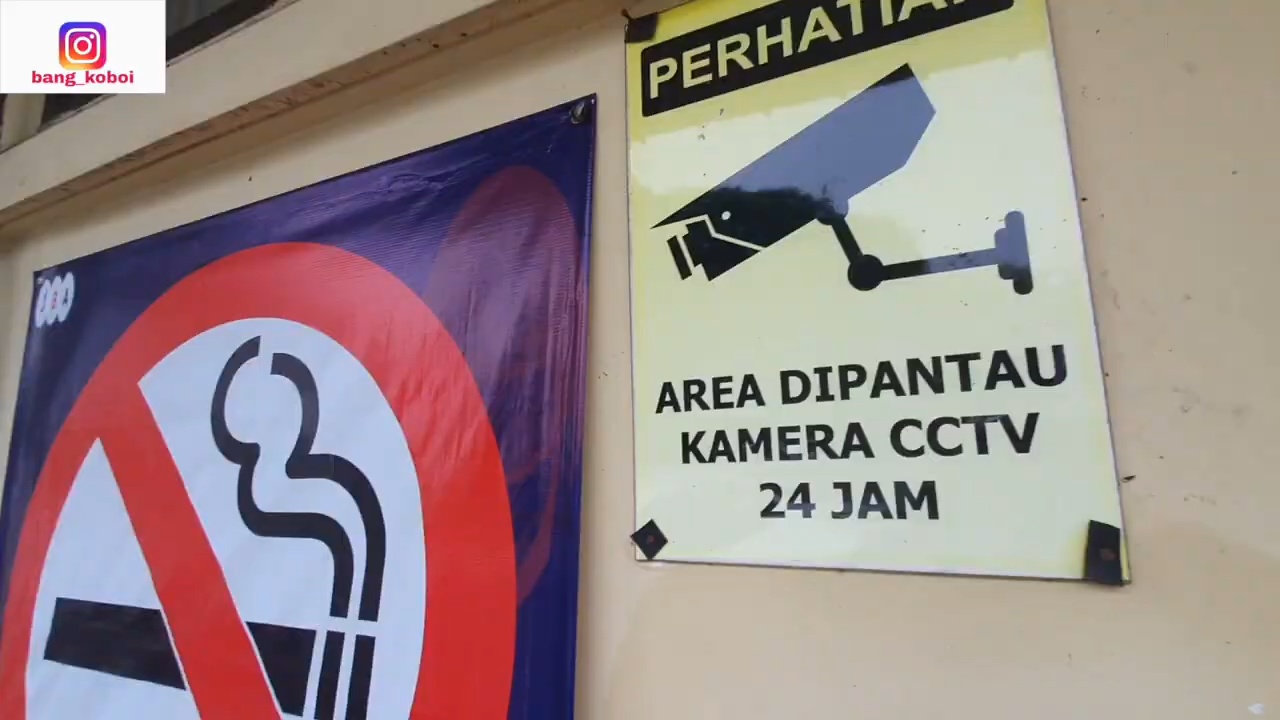 bang_koboi
PERHATIAN
AREA DIPANTAU
KAMERA CCTV
24 JAM